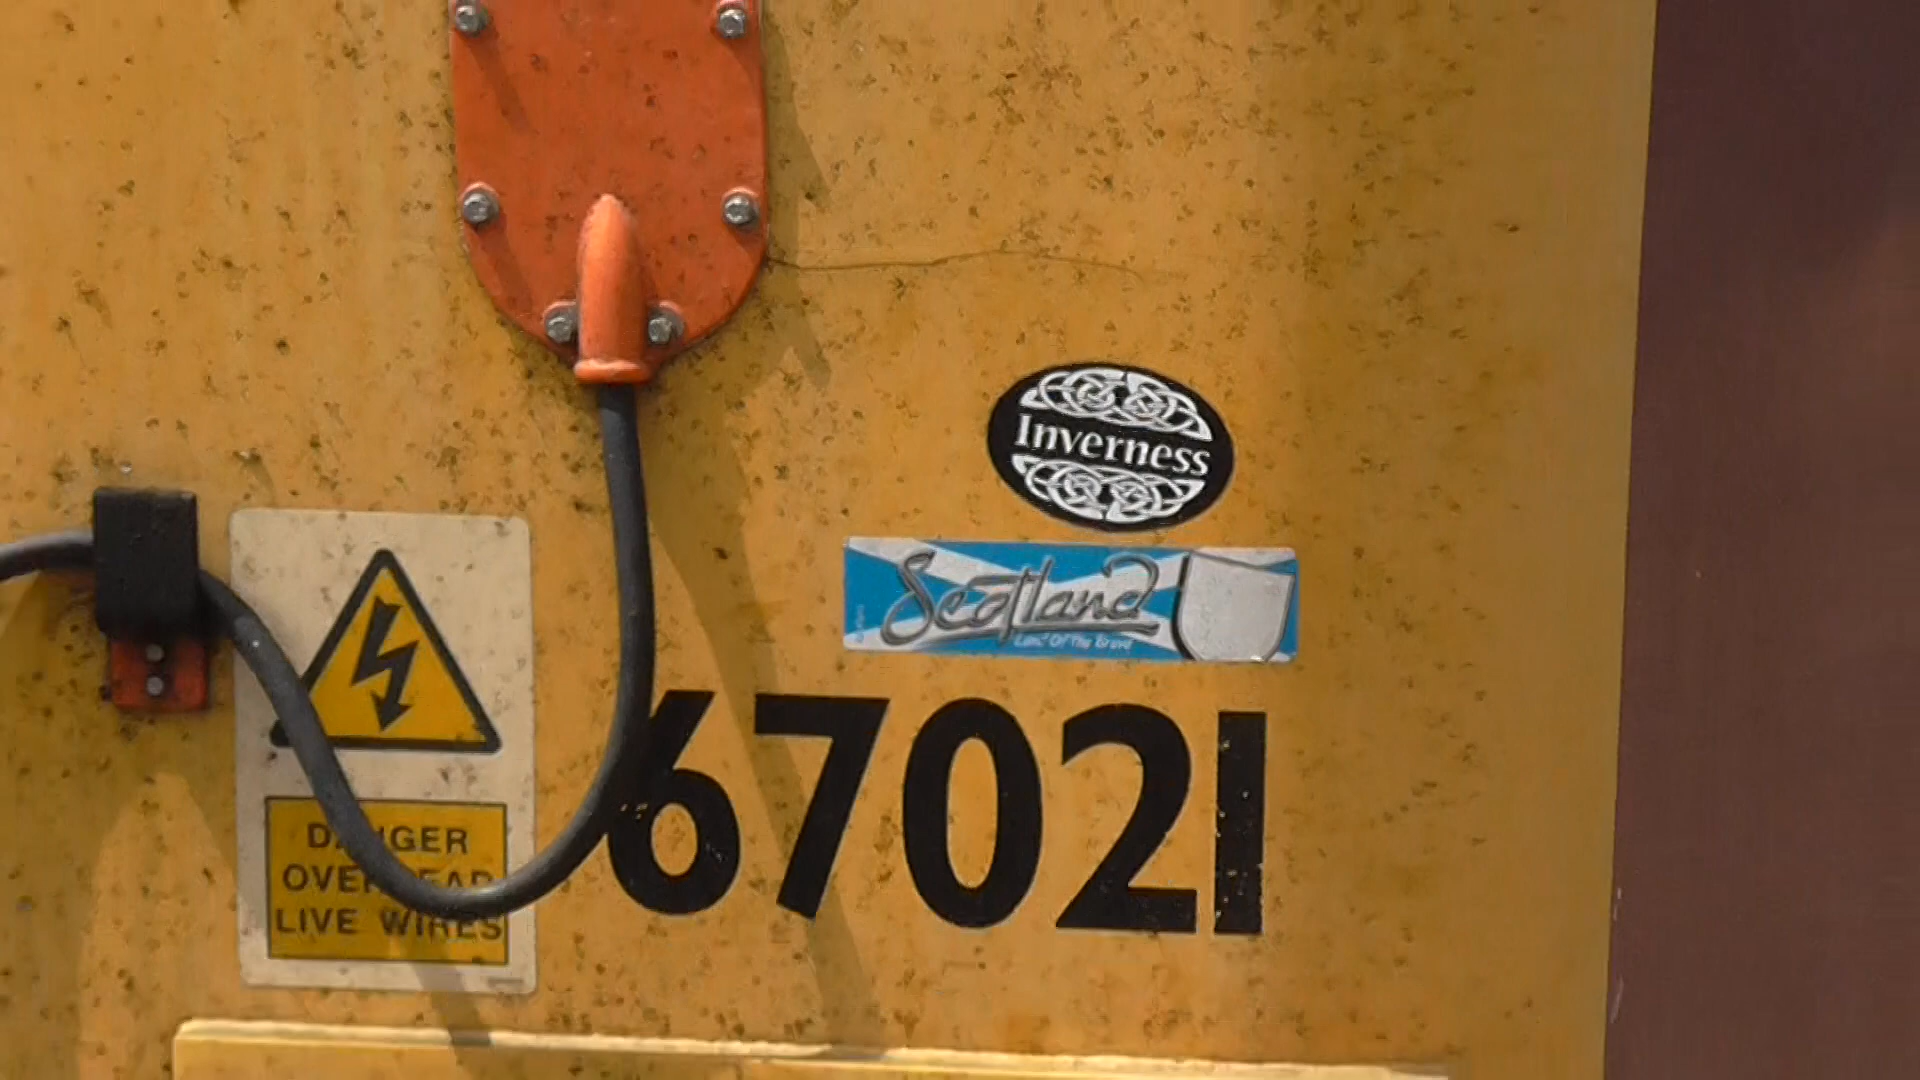 Inverness
Scotland
Land Of The Brave
67021
DANGER
OVERHEAD
LIVE WIRES